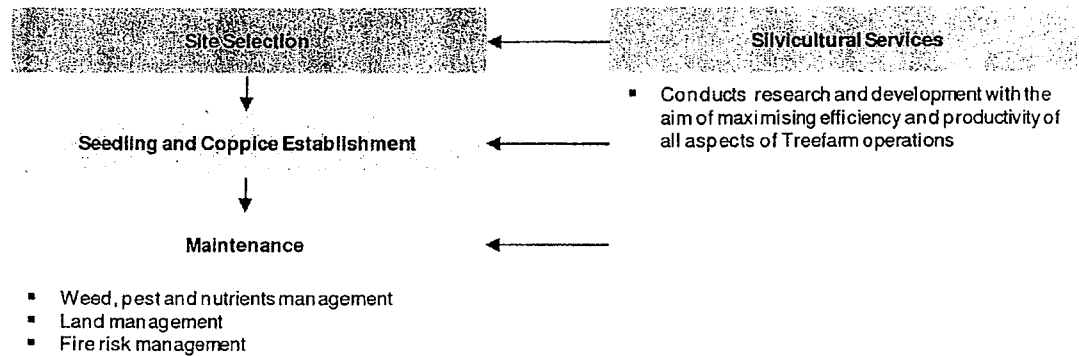 Site Selection
Silvicultural Services
▪ Conducts research and development with the
aim of maximising efficiency and productivity of
all aspects of Treefarm operations
Seedling and Coppice Establishment
Maintenance
▪ Weed, pest and nutrients management
▪ Land management
▪ Fire risk management